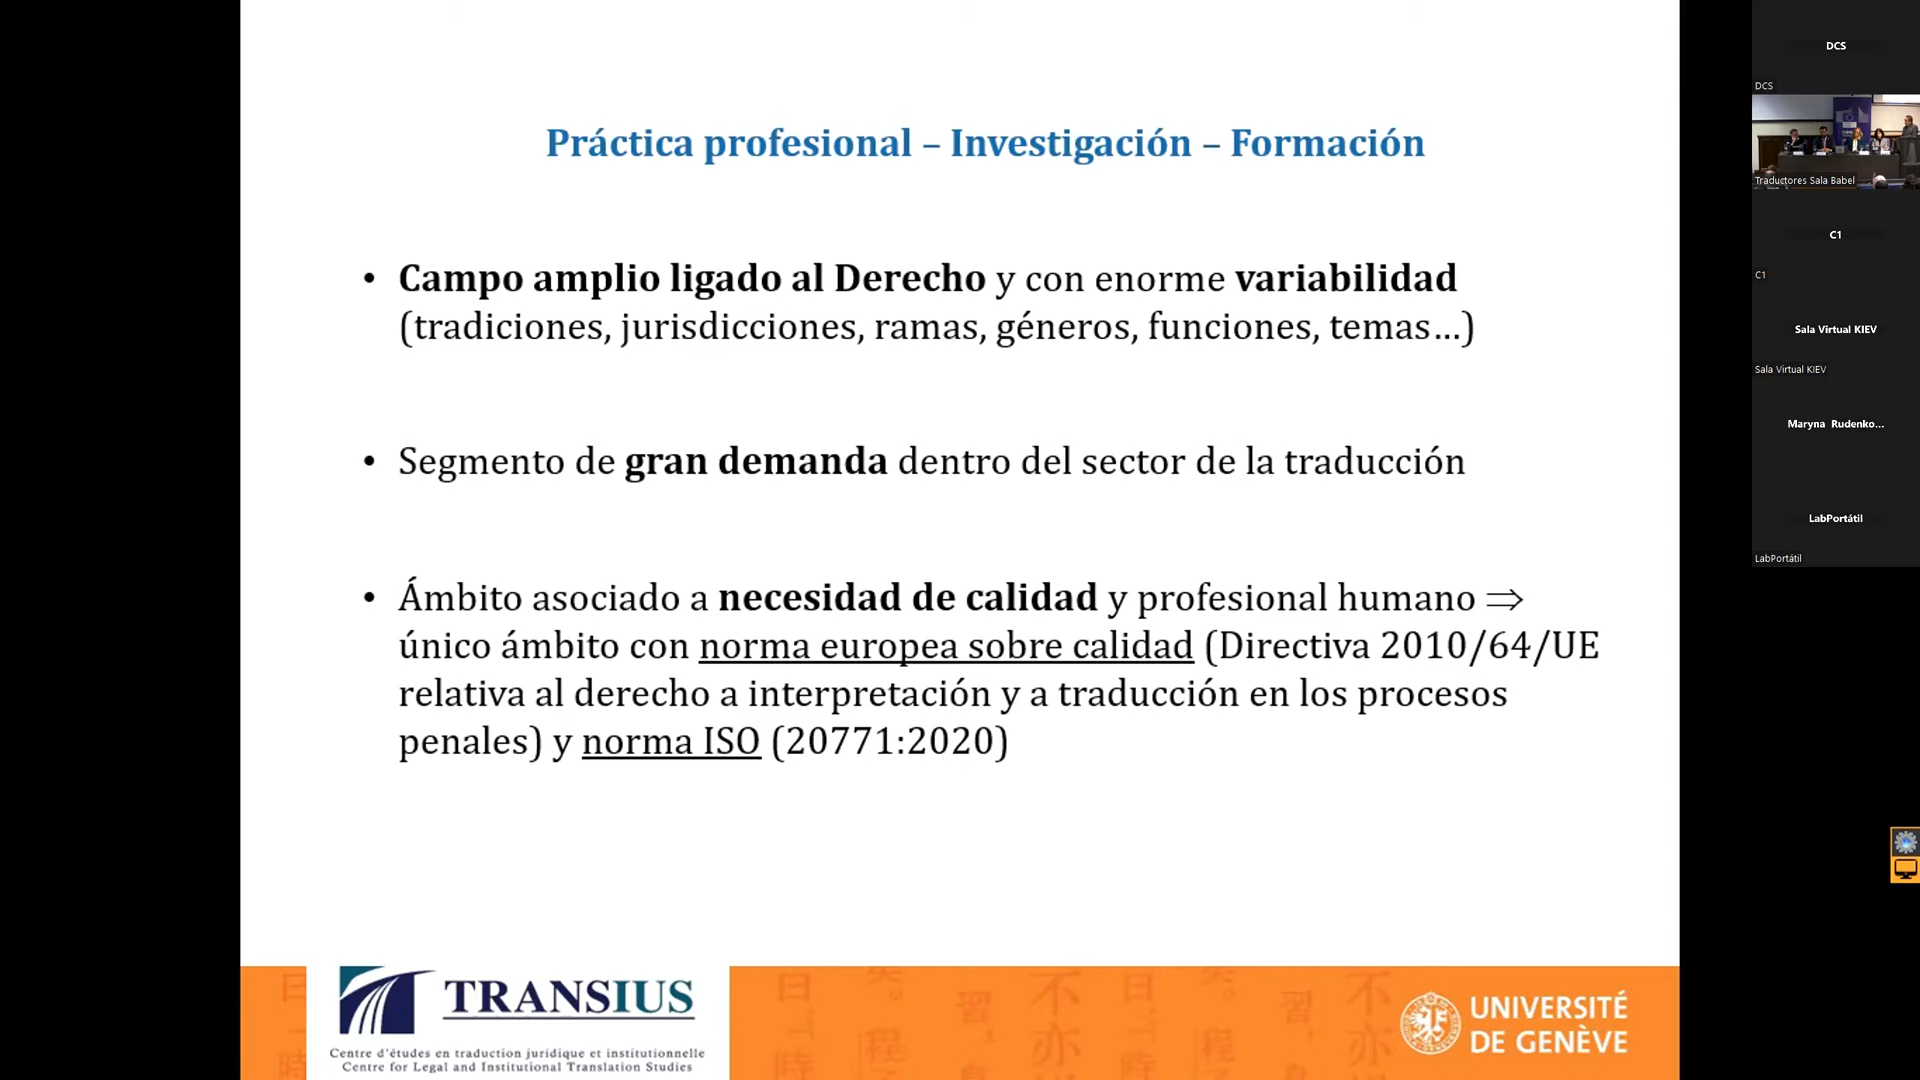 Práctica profesional – Investigación – Formación
• Campo amplio ligado al Derecho y con enorme variabilidad
(tradiciones, jurisdicciones, ramas, géneros, funciones, temas…)
• Segmento de gran demanda dentro del sector de la traducción
• Ámbito asociado a necesidad de calidad y profesional humano ⇒
único ámbito con norma europea sobre calidad (Directiva 2010/64/UE
relativa al derecho a interpretación y a traducción en los procesos
penales) y norma ISO (20771:2020)
TRANSIUS
Centre d'études en traduction juridique et institutionnelle
Centre for Legal and Institutional Translation Studies
UNIVERSITÉ
DE GENÈVE
DCS
DCS
Traductores Sala Babel
C1
C1
Sala Virtual KIEV
Sala Virtual KIEV
Maryna Rudenko...
LabPortátil
LabPortátil